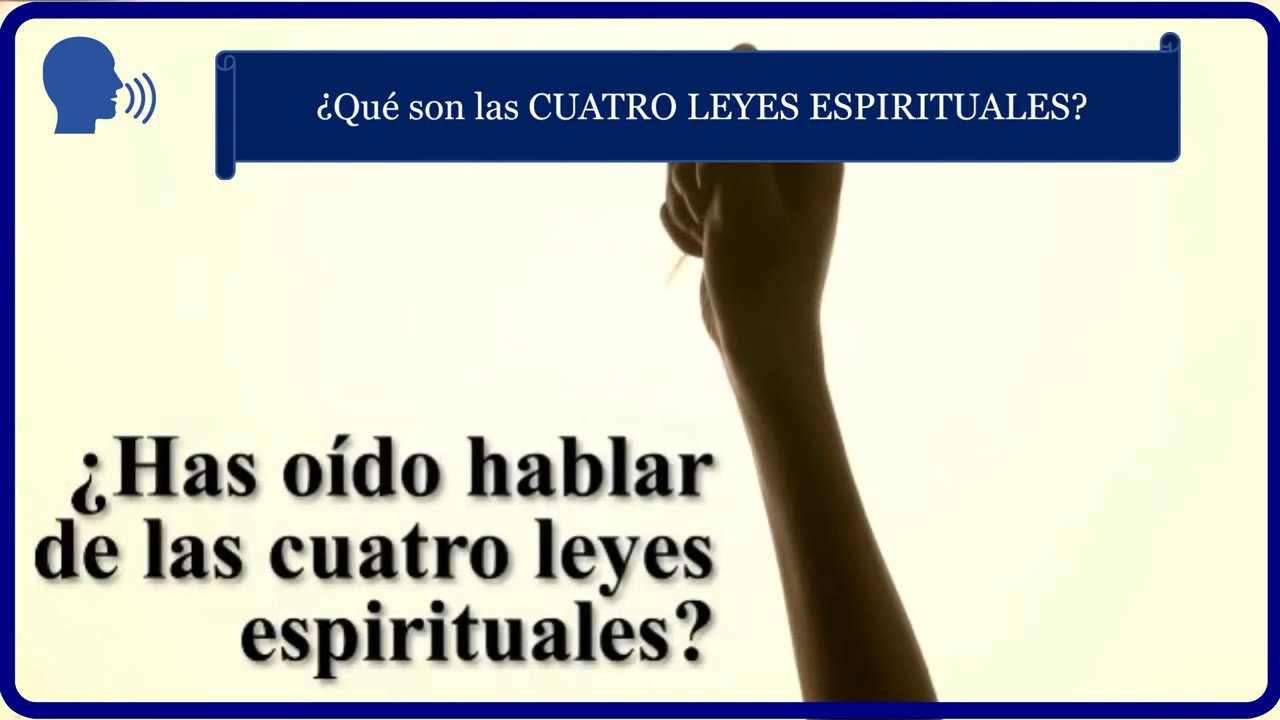 ¿Qué son las CUATRO LEYES ESPIRITUALES?
¿Has oído hablar
de las cuatro leyes
espirituales?